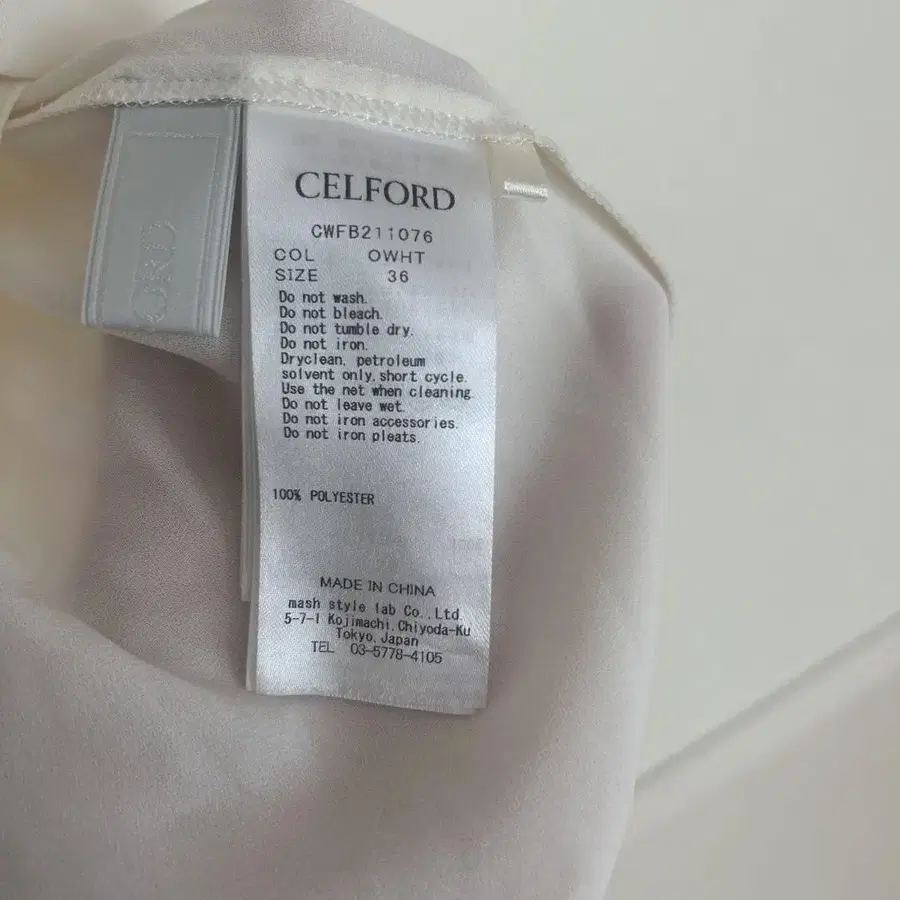 CELFORD
CWFB211076
COL OWHT
SIZE 36
Do not wash.
Do not bleach.
Do not tumble dry.
Do not iron.
Dryclean, petroleum
solvent only, short cycle.
Use the net when cleaning.
Do not leave wet.
Do not iron accessories.
Do not iron pleats.
100% POLYESTER
MADE IN CHINA
mash style lab Co.,Ltd.
5-7-1 Kojimachi, Chiyoda-Ku
Tokyo, Japan
TEL 03-5778-4105